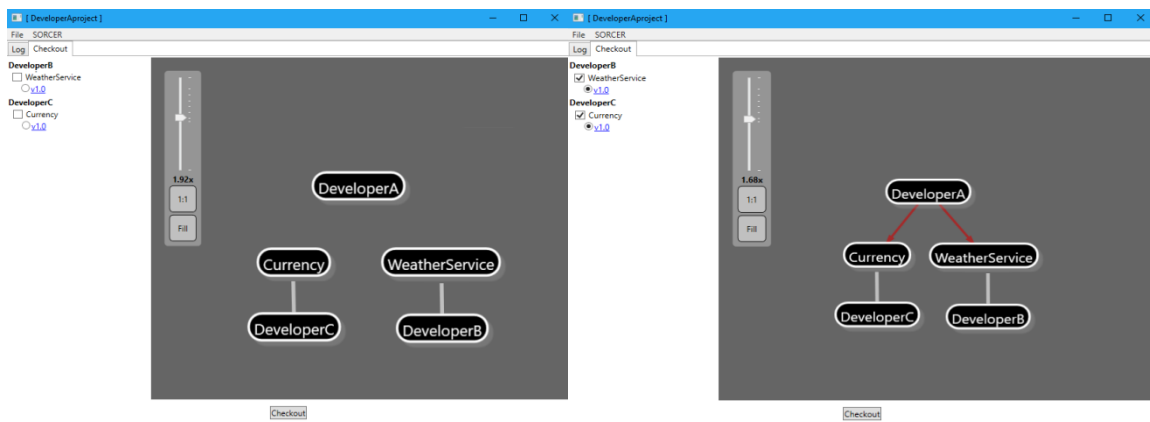 [ DeveloperAproject ]
File SORCER
Log Checkout
DeveloperB
WeatherService
v1.0
DeveloperC
Currency
v1.0
1.92x
1:1
Fill
DeveloperA
Currency WeatherService
DeveloperC DeveloperB
Checkout
[ DeveloperAproject ]
File SORCER
Log Checkout
DeveloperB
WeatherService
v1.0
DeveloperC
Currency
v1.0
1.68x
1:1
Fill
DeveloperA
Currency WeatherService
DeveloperC DeveloperB
Checkout